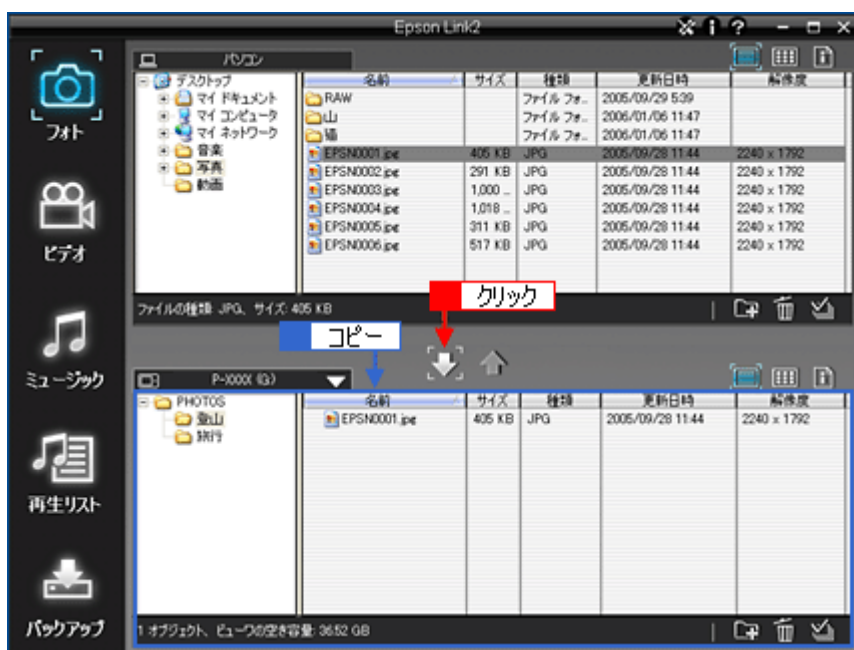 Epson Link2
フォト
ビデオ
ミュージック
再生リスト
バックアップ
パソコン
デスクトップ
マイ ドキュメント
マイ コンピュータ
マイ ネットワーク
音楽
写真
動画
名前 サイズ 種類 更新日時 解像度
RAW ファイル フォ... 2005/09/29 5:39
山 ファイル フォ... 2006/01/06 11:47
猫 ファイル フォ... 2006/01/06 11:47
EPSN0001.jpg 405 KB JPG 2005/09/28 11:44 2240 x 1792
EPSN0002.jpg 291 KB JPG 2005/09/28 11:44 2240 x 1792
EPSN0003.jpg 1,000 ... JPG 2005/09/28 11:44 2240 x 1792
EPSN0004.jpg 1,018 ... JPG 2005/09/28 11:44 2240 x 1792
EPSN0005.jpg 311 KB JPG 2005/09/28 11:44 2240 x 1792
EPSN0006.jpg 517 KB JPG 2005/09/28 11:44 2240 x 1792
ファイルの種類: JPG、サイズ: 405 KB
クリック
コピー
P-XXXX (G:)
PHOTOS
登山
旅行
名前 サイズ 種類 更新日時 解像度
EPSN0001.jpg 405 KB JPG 2005/09/28 11:44 2240 x 1792
1 オブジェクト、ビューワの空き容量: 36.52 GB